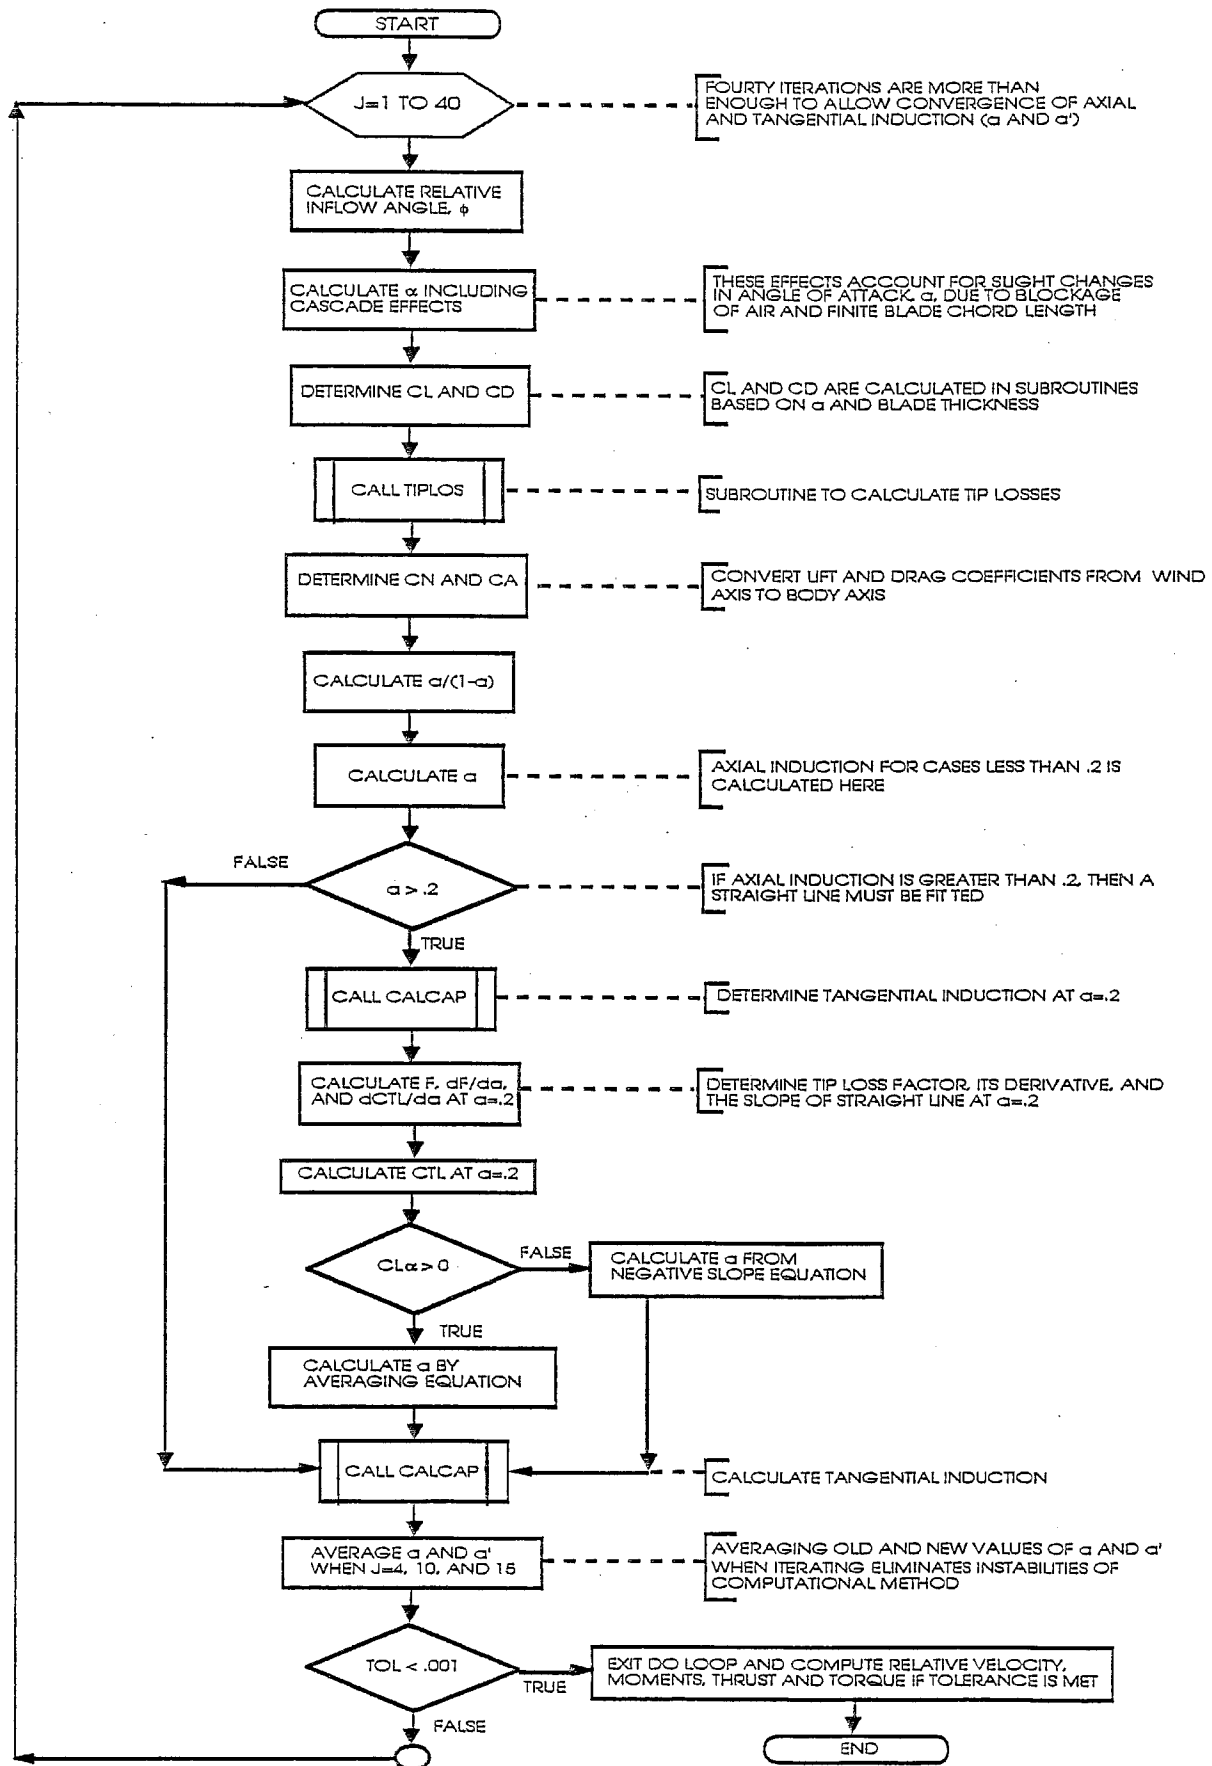 START
J=1 TO 40
FOURTY ITERATIONS ARE MORE THAN
ENOUGH TO ALLOW CONVERGENCE OF AXIAL
AND TANGENTIAL INDUCTION (a AND a')
CALCULATE RELATIVE
INFLOW ANGLE, ϕ
CALCULATE α INCLUDING
CASCADE EFFECTS
THESE EFFECTS ACCOUNT FOR SLIGHT CHANGES
IN ANGLE OF ATTACK, α, DUE TO BLOCKAGE
OF AIR AND FINITE BLADE CHORD LENGTH
DETERMINE CL AND CD
CL AND CD ARE CALCULATED IN SUBROUTINES
BASED ON α AND BLADE THICKNESS
CALL TIPLOS
SUBROUTINE TO CALCULATE TIP LOSSES
DETERMINE CN AND CA
CONVERT LIFT AND DRAG COEFFICIENTS FROM WIND
AXIS TO BODY AXIS
CALCULATE a/(1-a)
CALCULATE a
AXIAL INDUCTION FOR CASES LESS THAN .2 IS
CALCULATED HERE
FALSE
a > .2
IF AXIAL INDUCTION IS GREATER THAN .2, THEN A
STRAIGHT LINE MUST BE FIT TED
TRUE
CALL CALCAP
DETERMINE TANGENTIAL INDUCTION AT a=.2
CALCULATE F, dF/da,
AND dCTL/da AT a=.2
DETERMINE TIP LOSS FACTOR, ITS DERIVATIVE, AND
THE SLOPE OF STRAIGHT LINE AT a=.2
CALCULATE CTL AT a=.2
CLα > 0
FALSE
CALCULATE a FROM
NEGATIVE SLOPE EQUATION
TRUE
CALCULATE a BY
AVERAGING EQUATION
CALL CALCAP
CALCULATE TANGENTIAL INDUCTION
AVERAGE a AND a'
WHEN J=4, 10, AND 15
AVERAGING OLD AND NEW VALUES OF a AND a'
WHEN ITERATING ELIMINATES INSTABILITIES OF
COMPUTATIONAL METHOD
TOL < .001
TRUE
EXIT DO LOOP AND COMPUTE RELATIVE VELOCITY,
MOMENTS, THRUST AND TORQUE IF TOLERANCE IS MET
FALSE
END